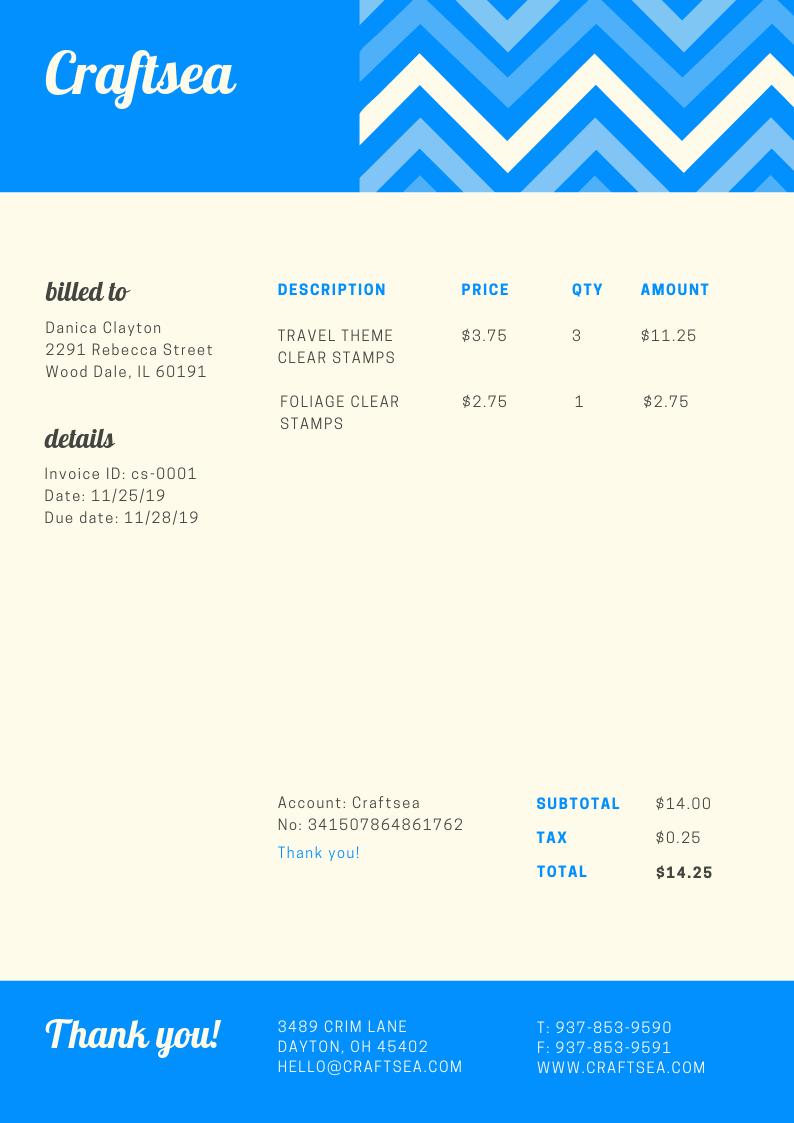 Craftsea
billed to
Danica Clayton
2291 Rebecca Street
Wood Dale, IL 60191
details
Invoice ID: cs-0001
Date: 11/25/19
Due date: 11/28/19
DESCRIPTION PRICE QTY AMOUNT
TRAVEL THEME $3.75 3 $11.25
CLEAR STAMPS
FOLIAGE CLEAR $2.75 1 $2.75
STAMPS
Account: Craftsea
No: 341507864861762
Thank you!
SUBTOTAL $14.00
TAX $0.25
TOTAL $14.25
Thank you!
3489 CRIM LANE
DAYTON, OH 45402
HELLO@CRAFTSEA.COM
T: 937-853-9590
F: 937-853-9591
WWW.CRAFTSEA.COM